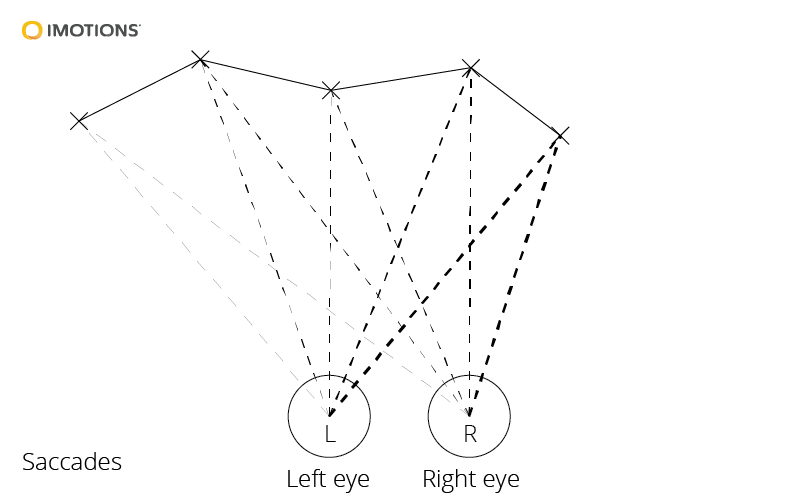 IMOTIONS
L
R
Left eye
Right eye
Saccades